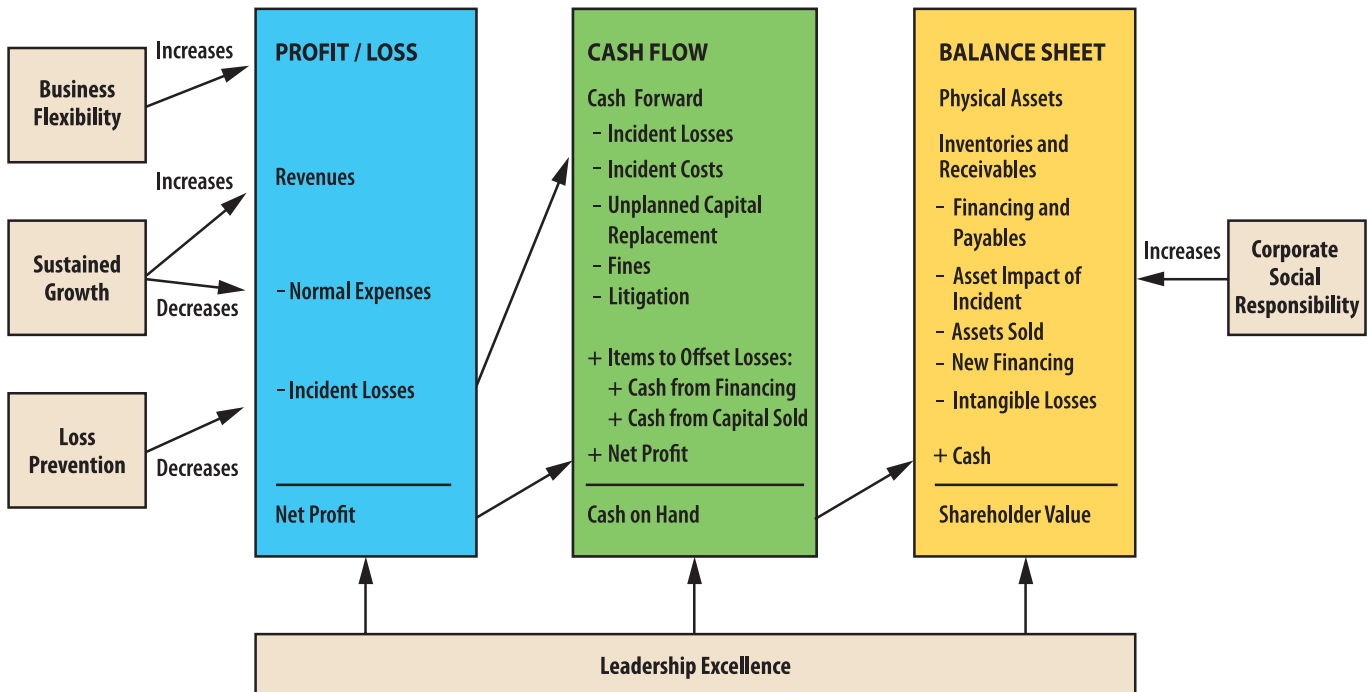 Business
Flexibility
Increases
Sustained
Growth
Increases
Decreases
Loss
Prevention
Decreases
PROFIT / LOSS
Revenues
– Normal Expenses
– Incident Losses
Net Profit
CASH FLOW
Cash Forward
– Incident Losses
– Incident Costs
– Unplanned Capital
Replacement
– Fines
– Litigation
+ Items to Offset Losses:
+ Cash from Financing
+ Cash from Capital Sold
+ Net Profit
Cash on Hand
BALANCE SHEET
Physical Assets
Inventories and
Receivables
– Financing and
Payables
– Asset Impact of
Incident
– Assets Sold
– New Financing
– Intangible Losses
+ Cash
Shareholder Value
Increases
Corporate
Social
Responsibility
Leadership Excellence